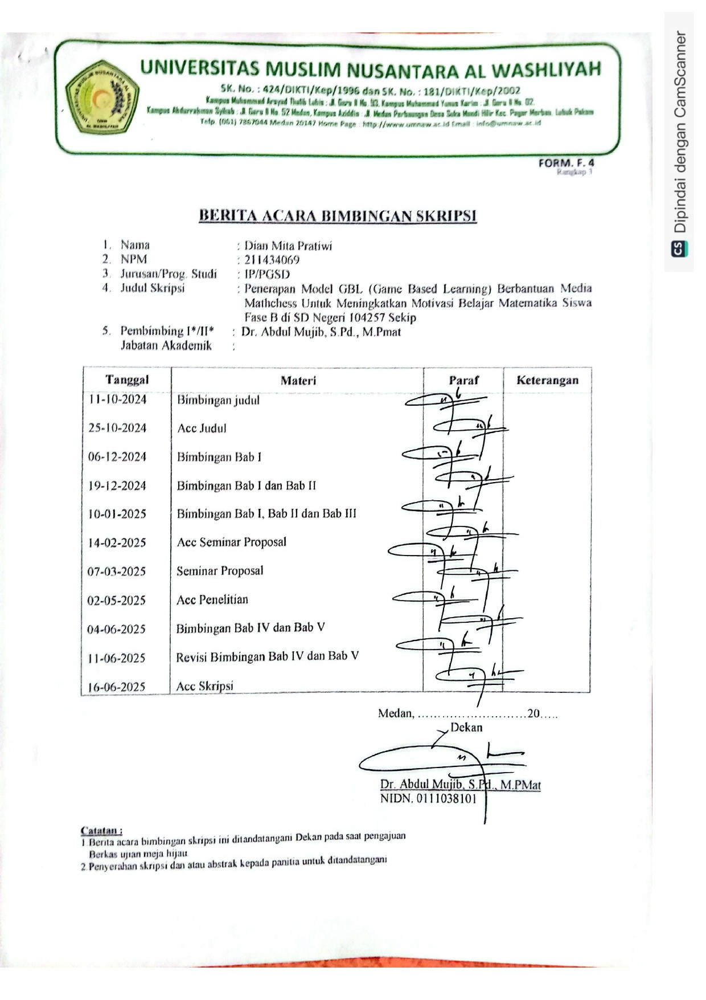 UNIVERSITAS MUSLIM NUSANTARA AL WASHLIYAH
SK. No. : 424/DIKTI/Kep/1996 dan SK. No. : 181/DIKTI/Kep/2002
Kampus Muhammad Arsyad Thalib Lubis : Jl. Garu II No. 93, Kampus Muhammad Yunus Karim : Jl. Garu II No. 02,
Kampus Abdurrahman Syihab : Jl. Garu II No. 52 Medan, Kampus Aziddin : Jl. Medan Perbaungan Desa Suka Mandi Hilir Kec. Pagar Merbau, Lubuk Pakam
Telp. (061) 7867044 Medan 20147 Home Page : http://www.umnaw.ac.id Email : info@umnaw.ac.id
FORM. F. 4
Rangkap 3
BERITA ACARA BIMBINGAN SKRIPSI
1. Nama : Dian Mita Pratiwi
2. NPM : 211434069
3. Jurusan/Prog. Studi : IP/PGSD
4. Judul Skripsi : Penerapan Model GBL (Game Based Learning) Berbantuan Media
Mathchess Untuk Meningkatkan Motivasi Belajar Matematika Siswa
Fase B di SD Negeri 104257 Sekip
5. Pembimbing I*/II* : Dr. Abdul Mujib, S.Pd., M.Pmat
Jabatan Akademik :
Tanggal Materi Paraf Keterangan
11-10-2024 Bimbingan judul
25-10-2024 Acc Judul
06-12-2024 Bimbingan Bab I
19-12-2024 Bimbingan Bab I dan Bab II
10-01-2025 Bimbingan Bab I, Bab II dan Bab III
14-02-2025 Acc Seminar Proposal
07-03-2025 Seminar Proposal
02-05-2025 Acc Penelitian
04-06-2025 Bimbingan Bab IV dan Bab V
11-06-2025 Revisi Bimbingan Bab IV dan Bab V
16-06-2025 Acc Skripsi
Medan, ...........................20.....
Dekan
Dr. Abdul Mujib, S.Pd., M.PMat
NIDN. 0111038101
Catatan :
1 Berita acara bimbingan skripsi ini ditandatangani Dekan pada saat pengajuan
Berkas ujian meja hijau
2 Penyerahan skripsi dan atau abstrak kepada panitia untuk ditandatangani
CS Dipindai dengan CamScanner